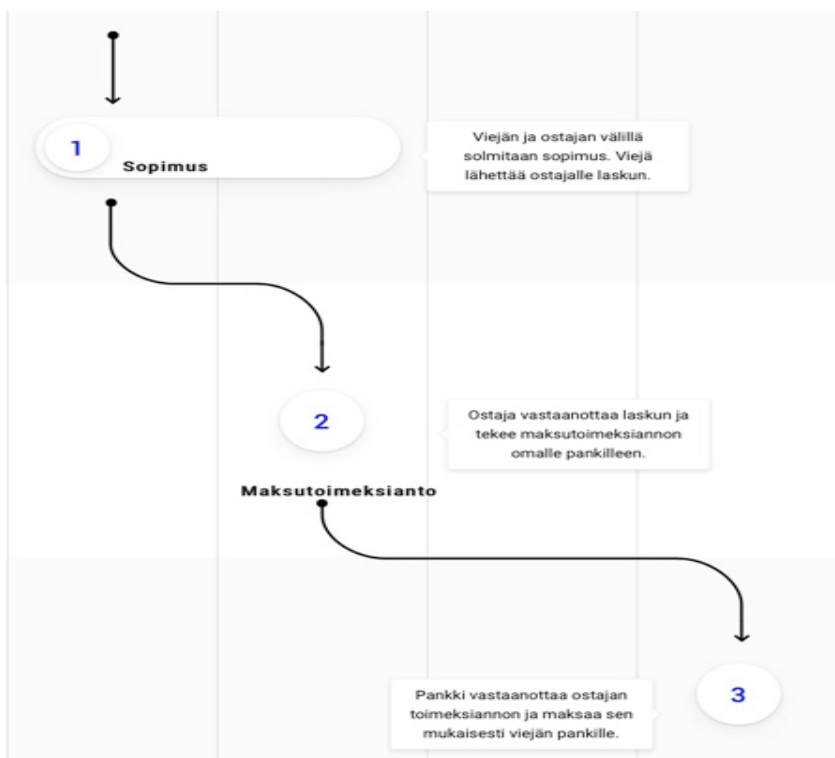 1
Sopimus
Viejän ja ostajan välillä
solmitaan sopimus. Viejä
lähettää ostajalle laskun.
2
Maksutoimeksianto
Ostaja vastaanottaa laskun ja
tekee maksutoimeksiannon
omalle pankilleen.
3
Pankki vastaanottaa ostajan
toimeksiannon ja maksaa sen
mukaisesti viejän pankille.